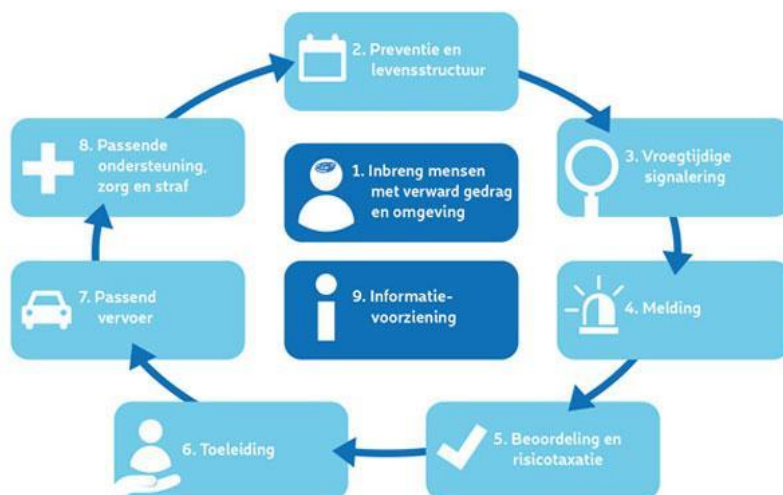 2. Preventie en
levensstructuur
8. Passende
ondersteuning,
zorg en straf
1. Inbreng mensen
met verward gedrag
en omgeving
3. Vroegtijdige
signalering
7. Passend
vervoer
9. Informatie-
voorziening
4. Melding
6. Toeleiding
5. Beoordeling en
risicotaxatie